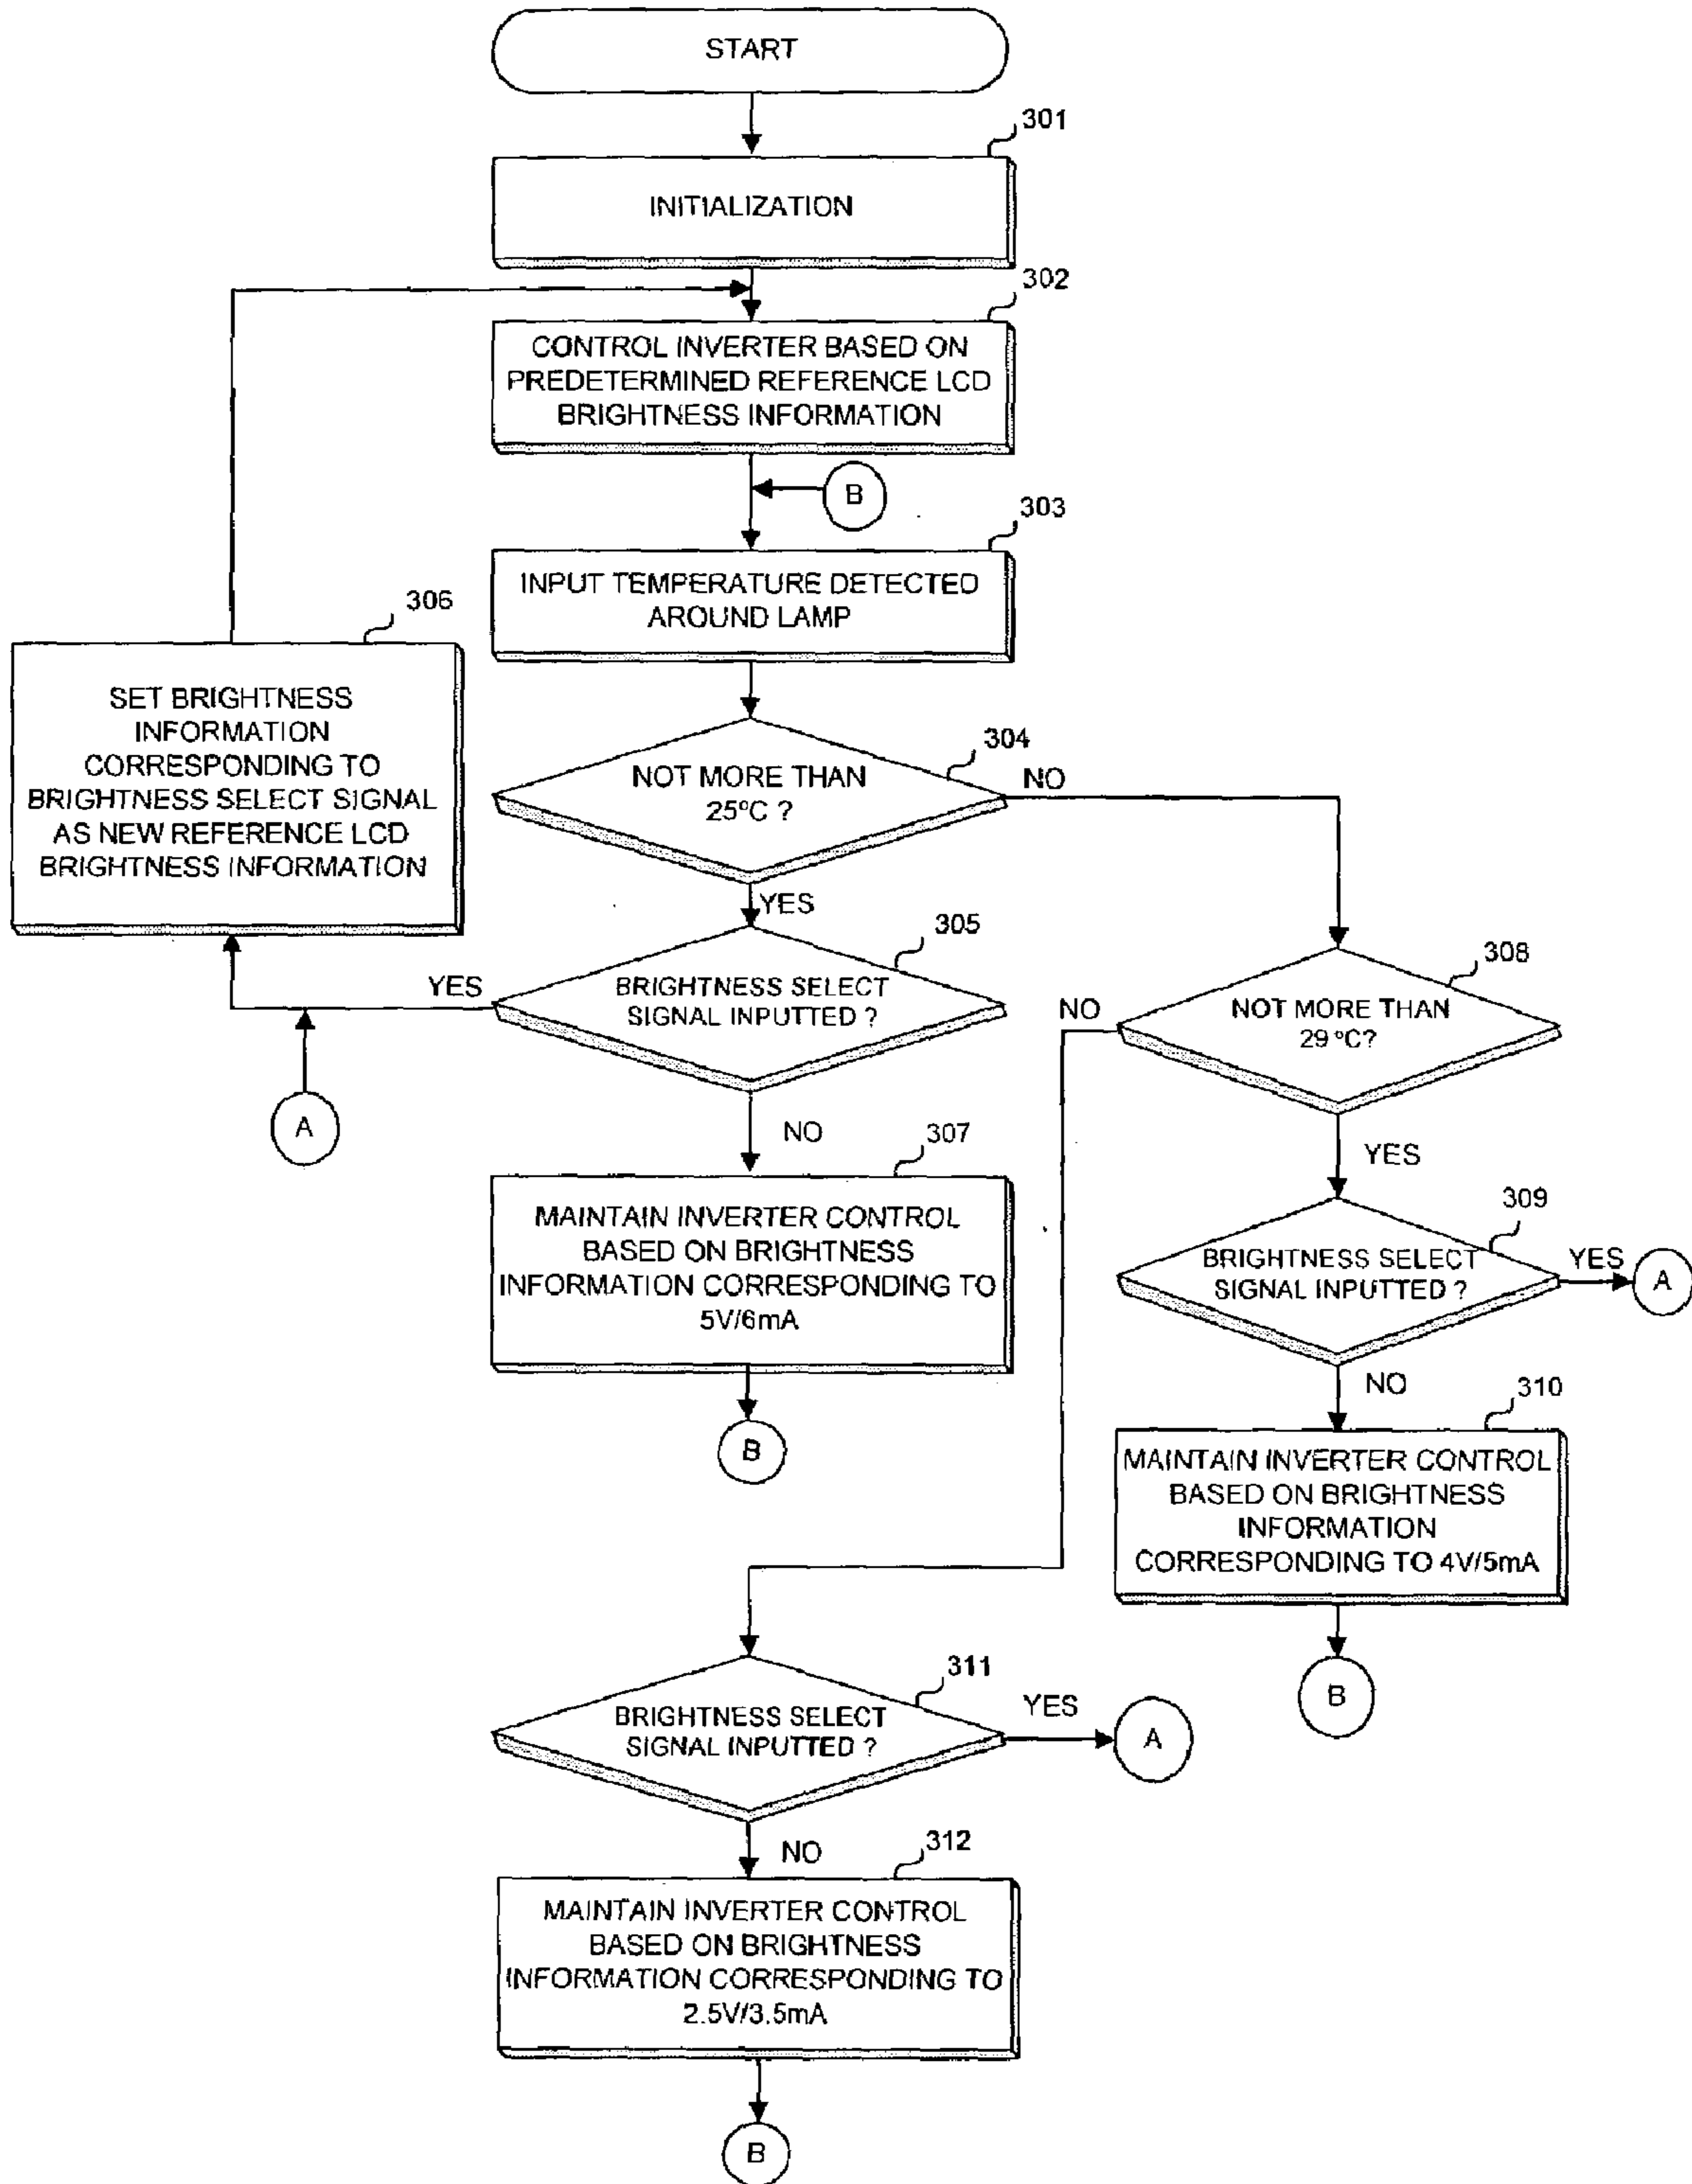 START
301
INITIALIZATION
302
CONTROL INVERTER BASED ON
PREDETERMINED REFERENCE LCD
BRIGHTNESS INFORMATION
B
303
INPUT TEMPERATURE DETECTED
AROUND LAMP
306
SET BRIGHTNESS
INFORMATION
CORRESPONDING TO
BRIGHTNESS SELECT SIGNAL
AS NEW REFERENCE LCD
BRIGHTNESS INFORMATION
304
NOT MORE THAN
25°C ?
NO
YES
305
BRIGHTNESS SELECT
SIGNAL INPUTTED ?
YES
A
NO
307
MAINTAIN INVERTER CONTROL
BASED ON BRIGHTNESS
INFORMATION CORRESPONDING TO
5V/6mA
B
308
NOT MORE THAN
29°C?
NO
YES
309
BRIGHTNESS SELECT
SIGNAL INPUTTED ?
YES
A
NO
310
MAINTAIN INVERTER CONTROL
BASED ON BRIGHTNESS
INFORMATION
CORRESPONDING TO 4V/5mA
B
311
BRIGHTNESS SELECT
SIGNAL INPUTTED ?
YES
A
NO
312
MAINTAIN INVERTER CONTROL
BASED ON BRIGHTNESS
INFORMATION CORRESPONDING TO
2.5V/3.5mA
B